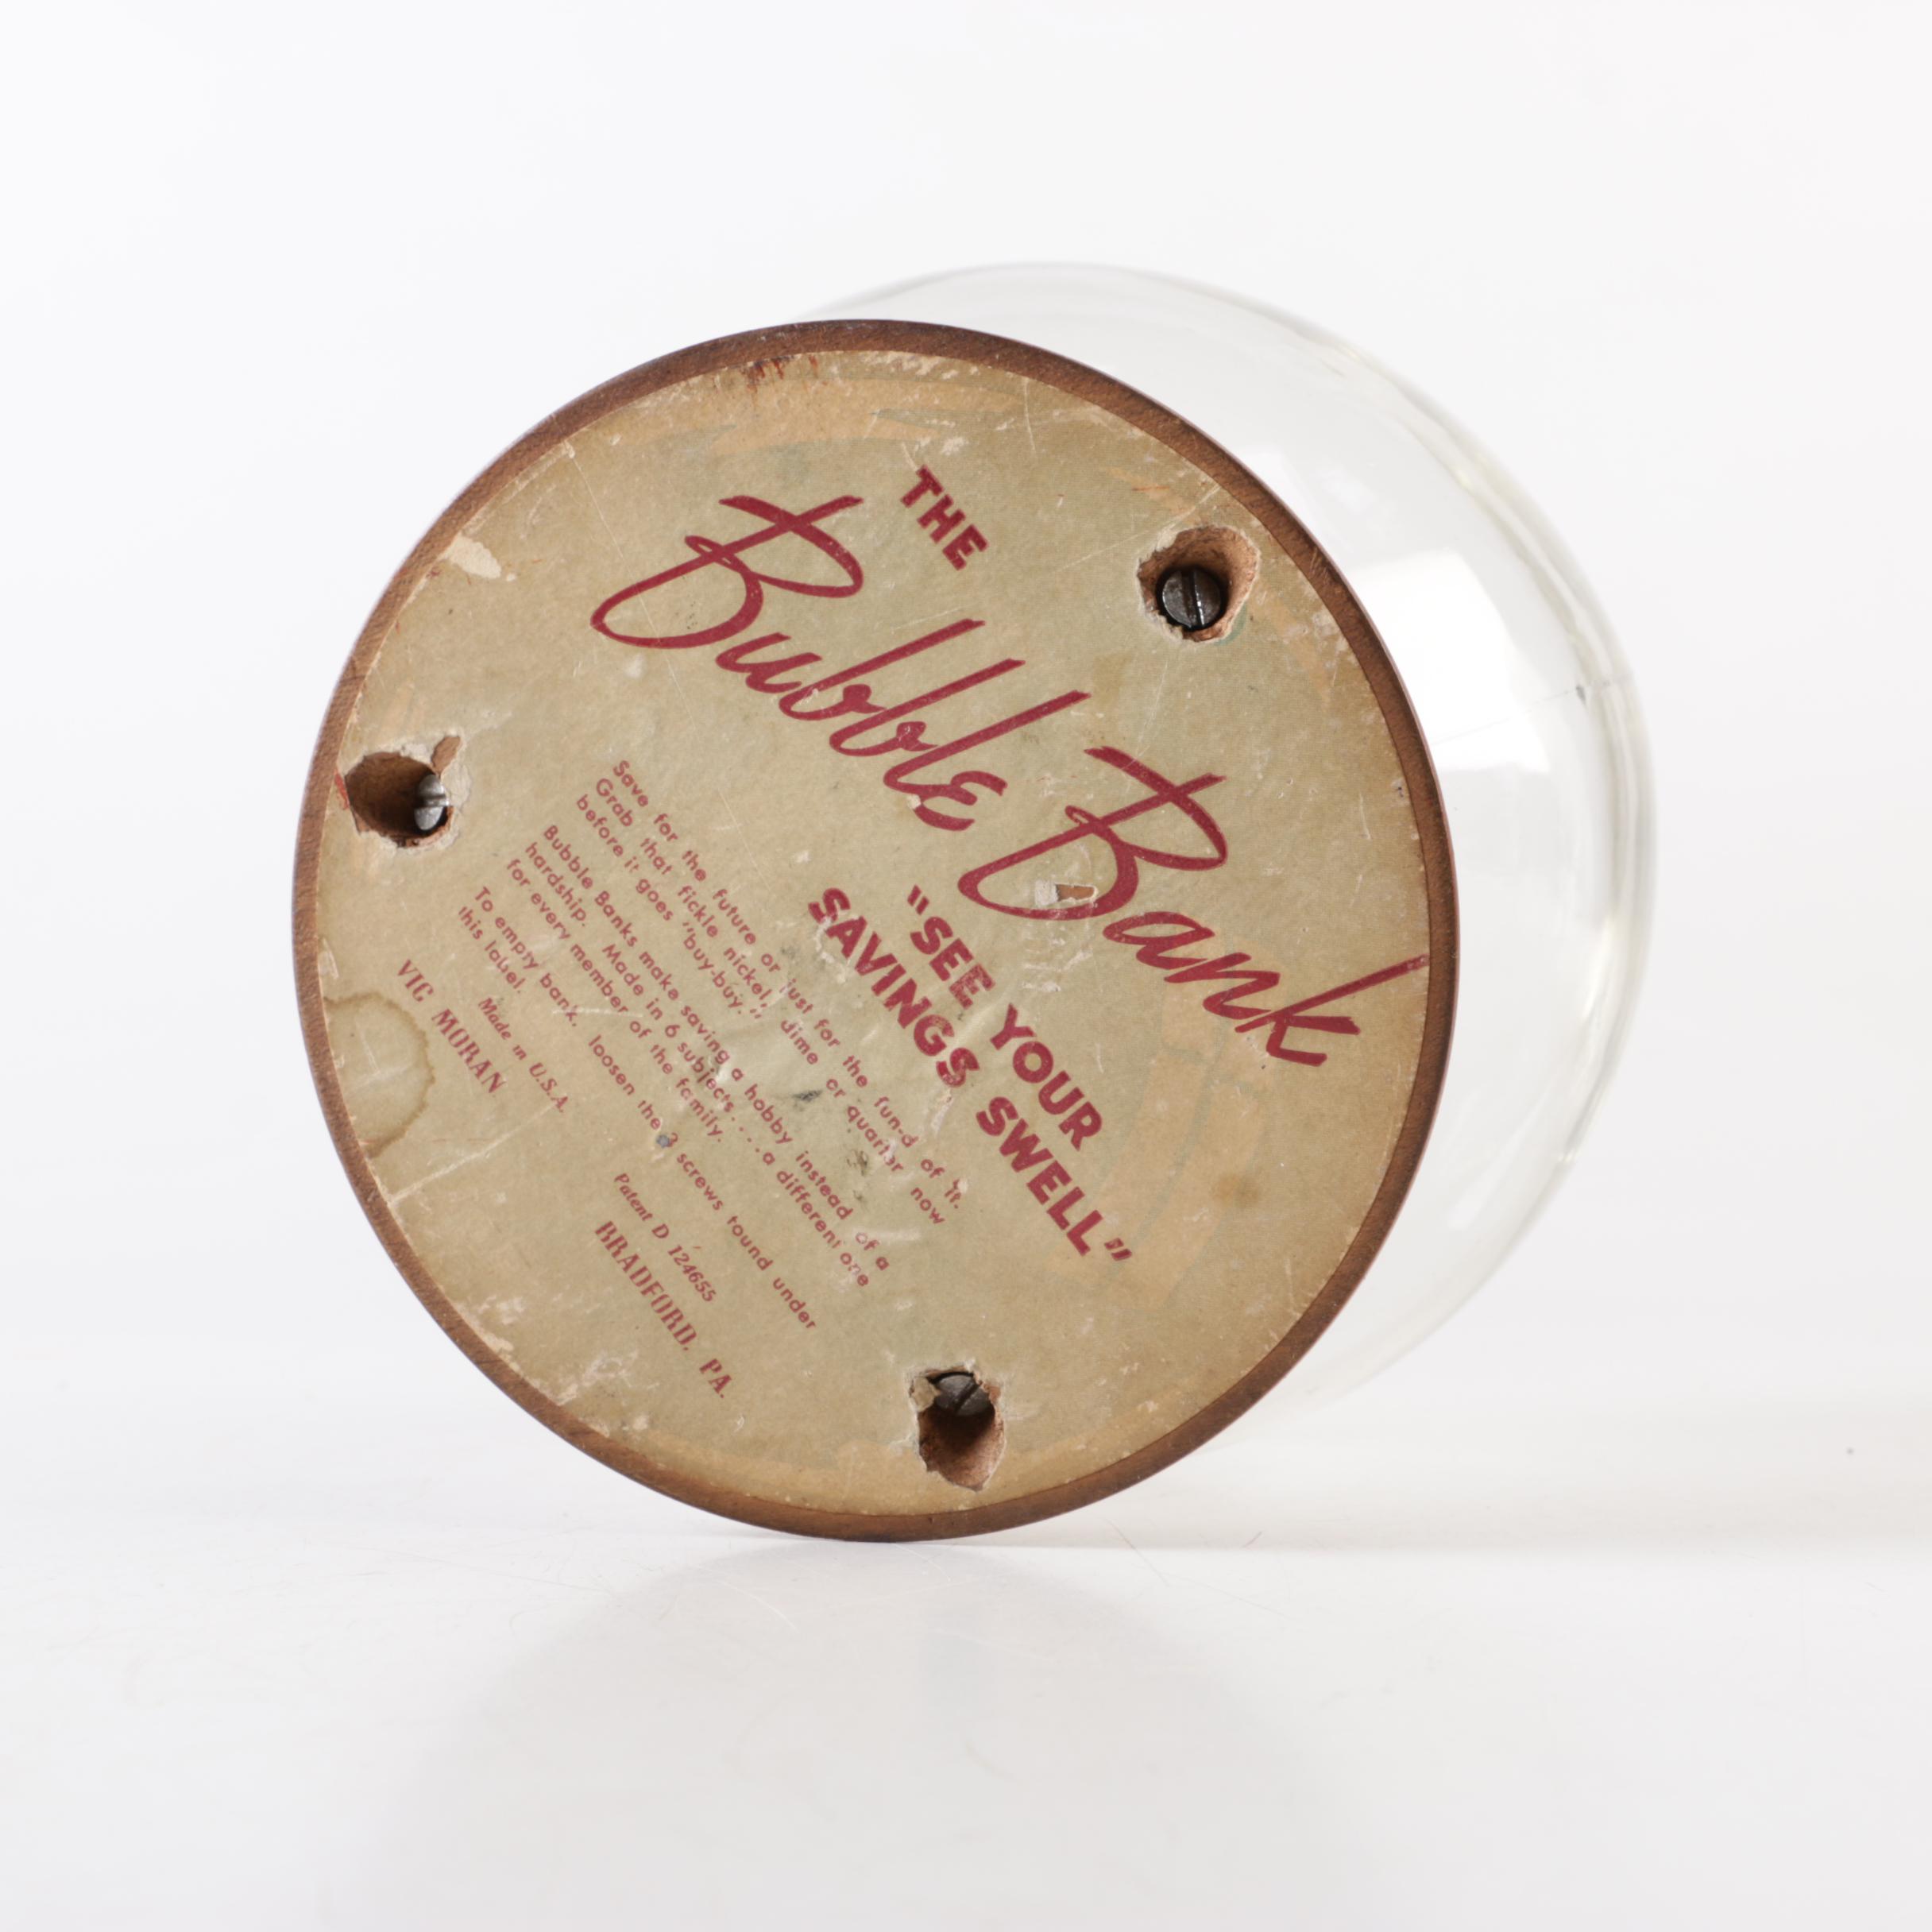 THE
Bubble Bank
"SEE YOUR
SAVINGS SWELL"
Save for the future or just for the fun-d of it.
Grab that fickle nickel, dime or quarter now
before it goes "buy-buy."
Bubble Banks make saving a hobby instead of a
hardship. Made in 6 subjects.....a different one
for every member of the family.
To empty bank. loosen the 3 screws found under
this label.
Made in U.S.A. Patent D 124655
VIC MORAN BRADFORD, PA.